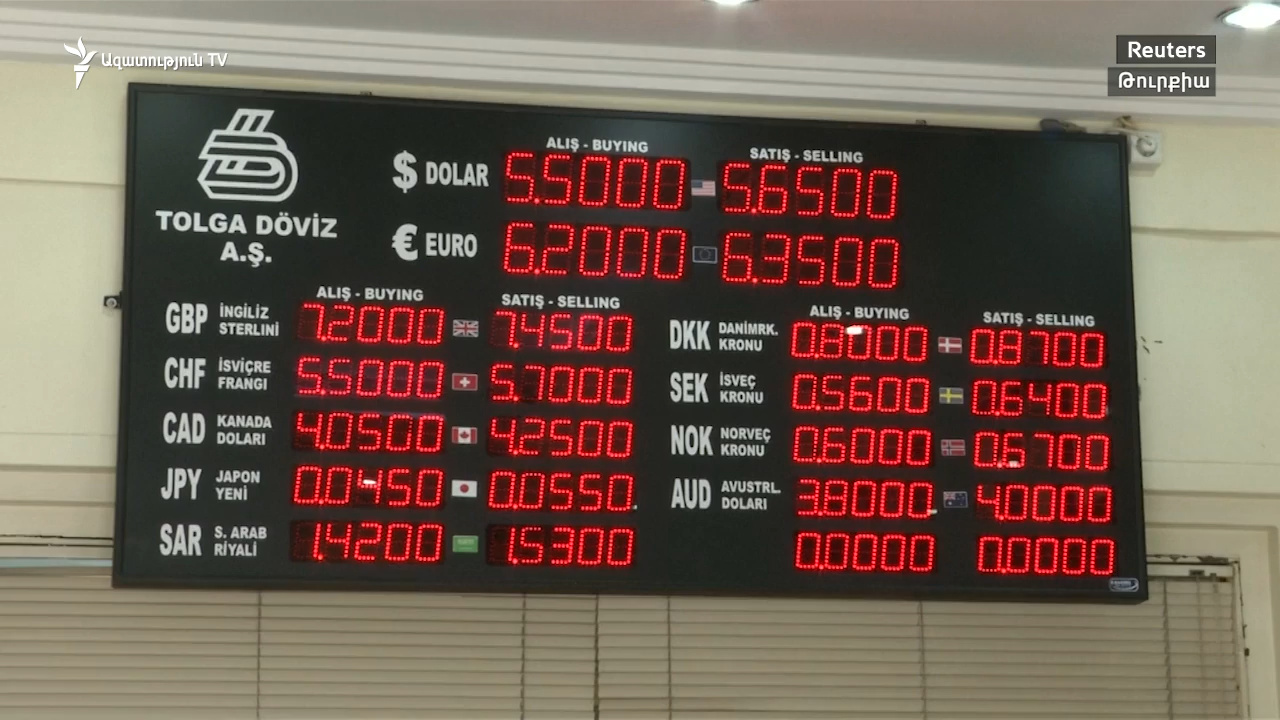 Ազատություն TV
Reuters
Թուրքիա
TOLGA DÖVİZ
A.Ş.
ALIŞ - BUYING SATIŞ - SELLING
$ DOLAR 5.5000 5.6500
€ EURO 6.2000 6.3500
ALIŞ - BUYING SATIŞ - SELLING
GBP İNGİLİZ STERLINİ 7.2000 7.4500
CHF İSVİÇRE FRANGI 5.5000 5.7000
CAD KANADA DOLARI 4.0500 4.2500
JPY JAPON YENİ 0.0450 0.0550
SAR S. ARAB RİYALİ 1.4200 1.5300
ALIŞ - BUYING SATIŞ - SELLING
DKK DANİMRK. KRONU 0.8000 0.8700
SEK İSVEÇ KRONU 0.5600 0.6400
NOK NORVEÇ KRONU 0.6000 0.6700
AUD AVUSTRL. DOLARI 3.8000 4.0000
0.0000 0.0000